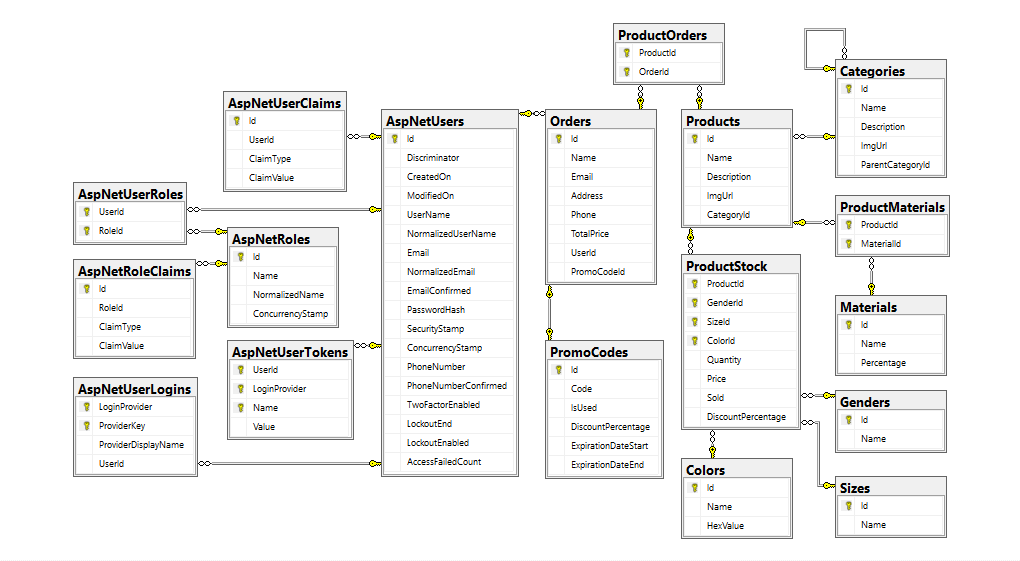 ProductOrders
ProductId
OrderId
Categories
Id
Name
Description
ImgUrl
ParentCategoryId
AspNetUserClaims
Id
UserId
ClaimType
ClaimValue
AspNetUsers
Id
Discriminator
CreatedOn
ModifiedOn
UserName
NormalizedUserName
Email
NormalizedEmail
EmailConfirmed
PasswordHash
SecurityStamp
ConcurrencyStamp
PhoneNumber
PhoneNumberConfirmed
TwoFactorEnabled
LockoutEnd
LockoutEnabled
AccessFailedCount
Orders
Id
Name
Email
Address
Phone
TotalPrice
UserId
PromoCodeId
Products
Id
Name
Description
ImgUrl
CategoryId
AspNetUserRoles
UserId
RoleId
ProductMaterials
ProductId
MaterialId
AspNetRoles
Id
Name
NormalizedName
ConcurrencyStamp
AspNetRoleClaims
Id
RoleId
ClaimType
ClaimValue
ProductStock
ProductId
GenderId
SizeId
ColorId
Quantity
Price
Sold
DiscountPercentage
Materials
Id
Name
Percentage
AspNetUserTokens
UserId
LoginProvider
Name
Value
PromoCodes
Id
Code
IsUsed
DiscountPercentage
ExpirationDateStart
ExpirationDateEnd
AspNetUserLogins
LoginProvider
ProviderKey
ProviderDisplayName
UserId
Genders
Id
Name
Colors
Id
Name
HexValue
Sizes
Id
Name